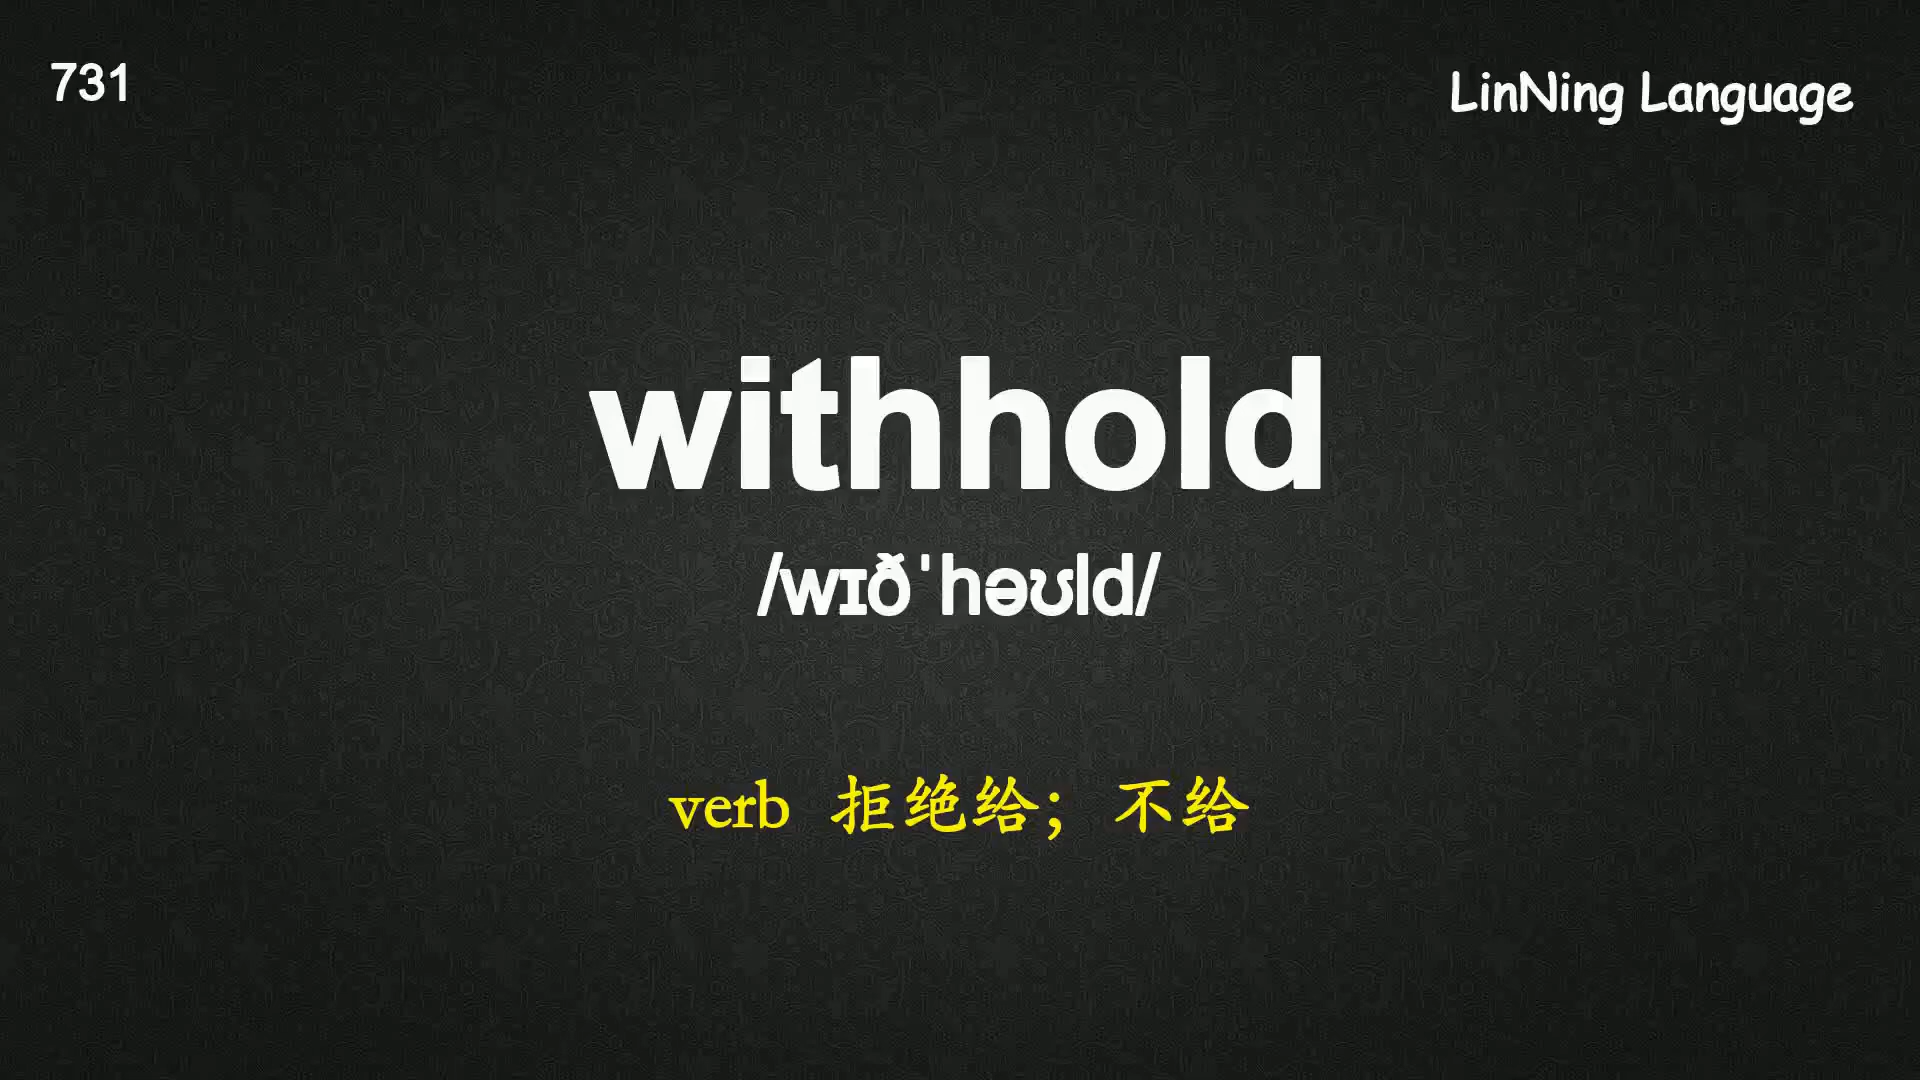 731
LinNing Language
withhold
/wɪðˈhəʊld/
verb 拒绝给；不给